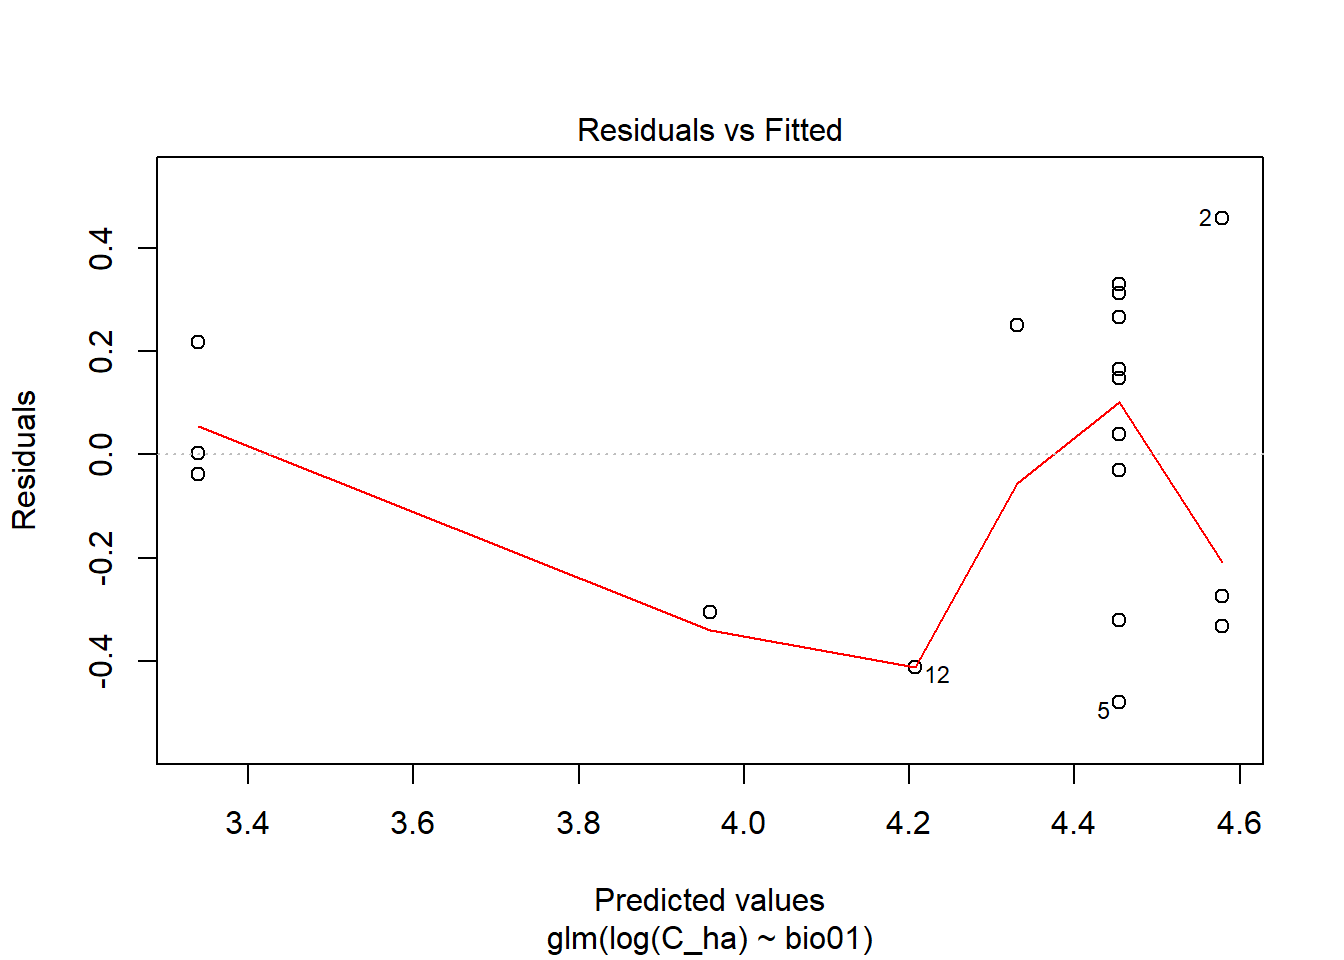 Residuals vs Fitted
Residuals
0.4
0.2
0.0
-0.2
-0.4
2
12
5
3.4 3.6 3.8 4.0 4.2 4.4 4.6
Predicted values
glm(log(C_ha) ~ bio01)